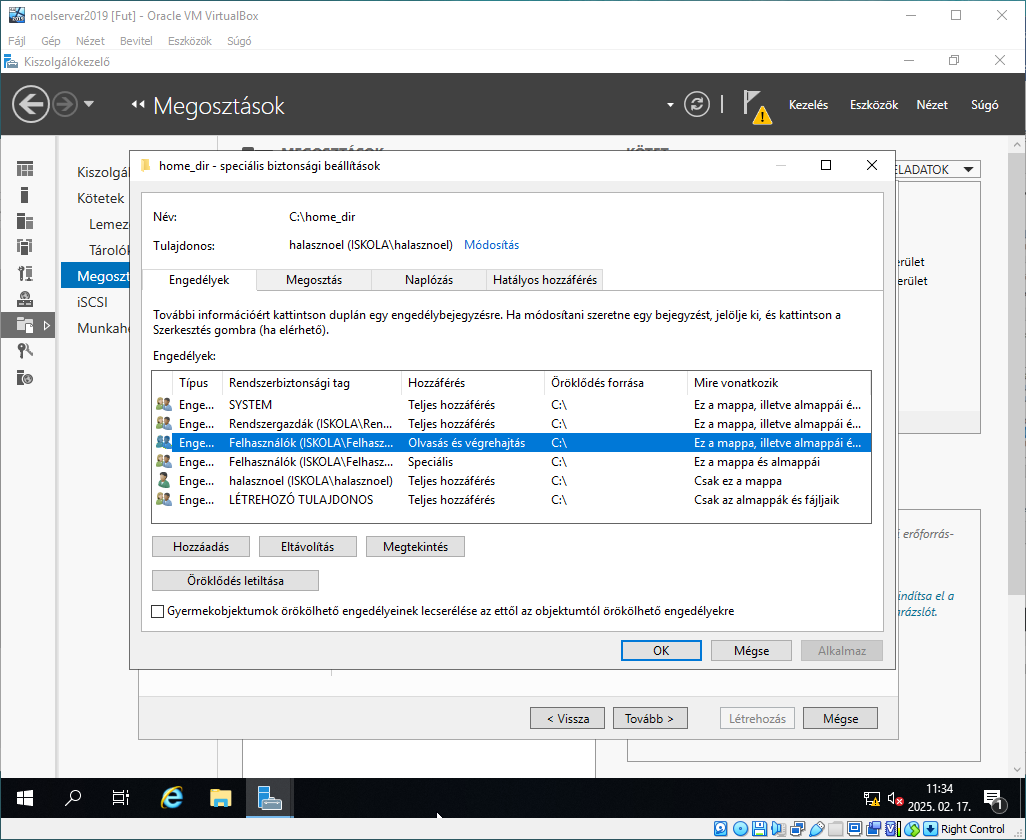 noelserver2019 [Fut] - Oracle VM VirtualBox
Fájl Gép Nézet Bevitel Eszközök Súgó
Kiszolgálókezelő
Megosztások
Kezelés Eszközök Nézet Súgó
MEGOSZTÁSOK
KÖTET
ELADATOK
Kiszolgál
Kötetek
Lemez
Tárolók
Megoszt
iSCSI
Munkaho
home_dir - speciális biztonsági beállítások
Név: C:\home_dir
Tulajdonos: halasznoel (ISKOLA\halasznoel) Módosítás
Engedélyek Megosztás Naplózás Hatályos hozzáférés
További információért kattintson duplán egy engedélybejegyzésre. Ha módosítani szeretne egy bejegyzést, jelölje ki, és kattintson a
Szerkesztés gombra (ha elérhető).
Engedélyek:
Típus Rendszerbiztonsági tag Hozzáférés Öröklődés forrása Mire vonatkozik
Enge... SYSTEM Teljes hozzáférés C:\ Ez a mappa, illetve almappái é...
Enge... Rendszergazdák (ISKOLA\Ren... Teljes hozzáférés C:\ Ez a mappa, illetve almappái é...
Enge... Felhasználók (ISKOLA\Felhasz... Olvasás és végrehajtás C:\ Ez a mappa, illetve almappái é...
Enge... Felhasználók (ISKOLA\Felhasz... Speciális C:\ Ez a mappa és almappái
Enge... halasznoel (ISKOLA\halasznoel) Teljes hozzáférés C:\ Csak ez a mappa
Enge... LÉTREHOZÓ TULAJDONOS Teljes hozzáférés C:\ Csak az almappák és fájljaik
Hozzáadás Eltávolítás Megtekintés
Öröklődés letiltása
Gyermekobjektumok örökölhető engedélyeinek lecserélése az ettől az objektumtól örökölhető engedélyekre
OK Mégse Alkalmaz
erület
erület
i erőforrás-
indítsa el a
arázslót.
< Vissza Tovább > Létrehozás Mégse
11:34
2025. 02. 17.
1
Right Control